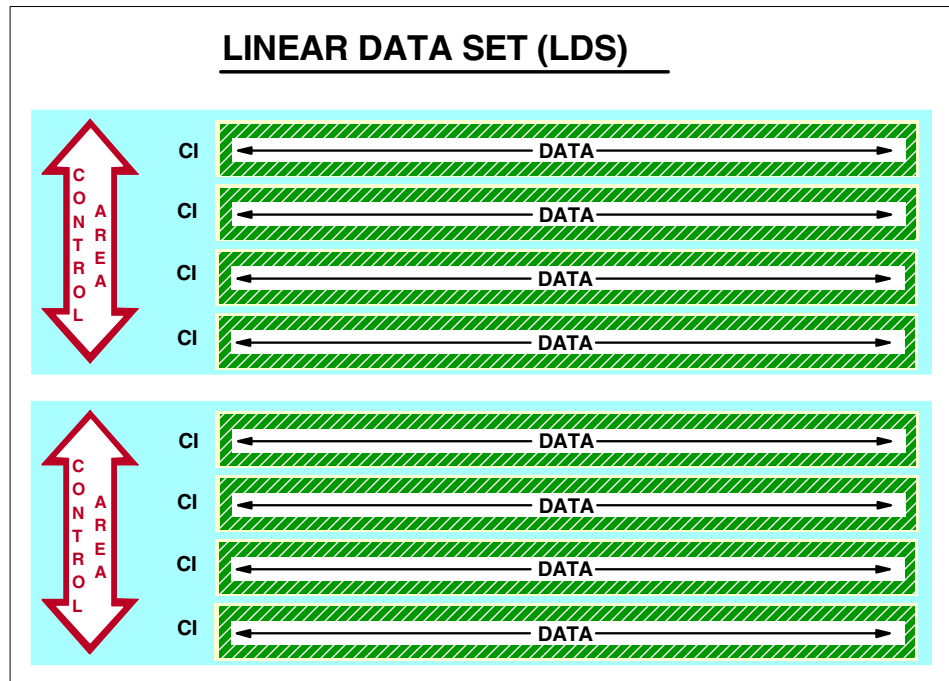 LINEAR DATA SET (LDS)
CONTROL
AREA
CI DATA
CI DATA
CI DATA
CI DATA
CONTROL
AREA
CI DATA
CI DATA
CI DATA
CI DATA